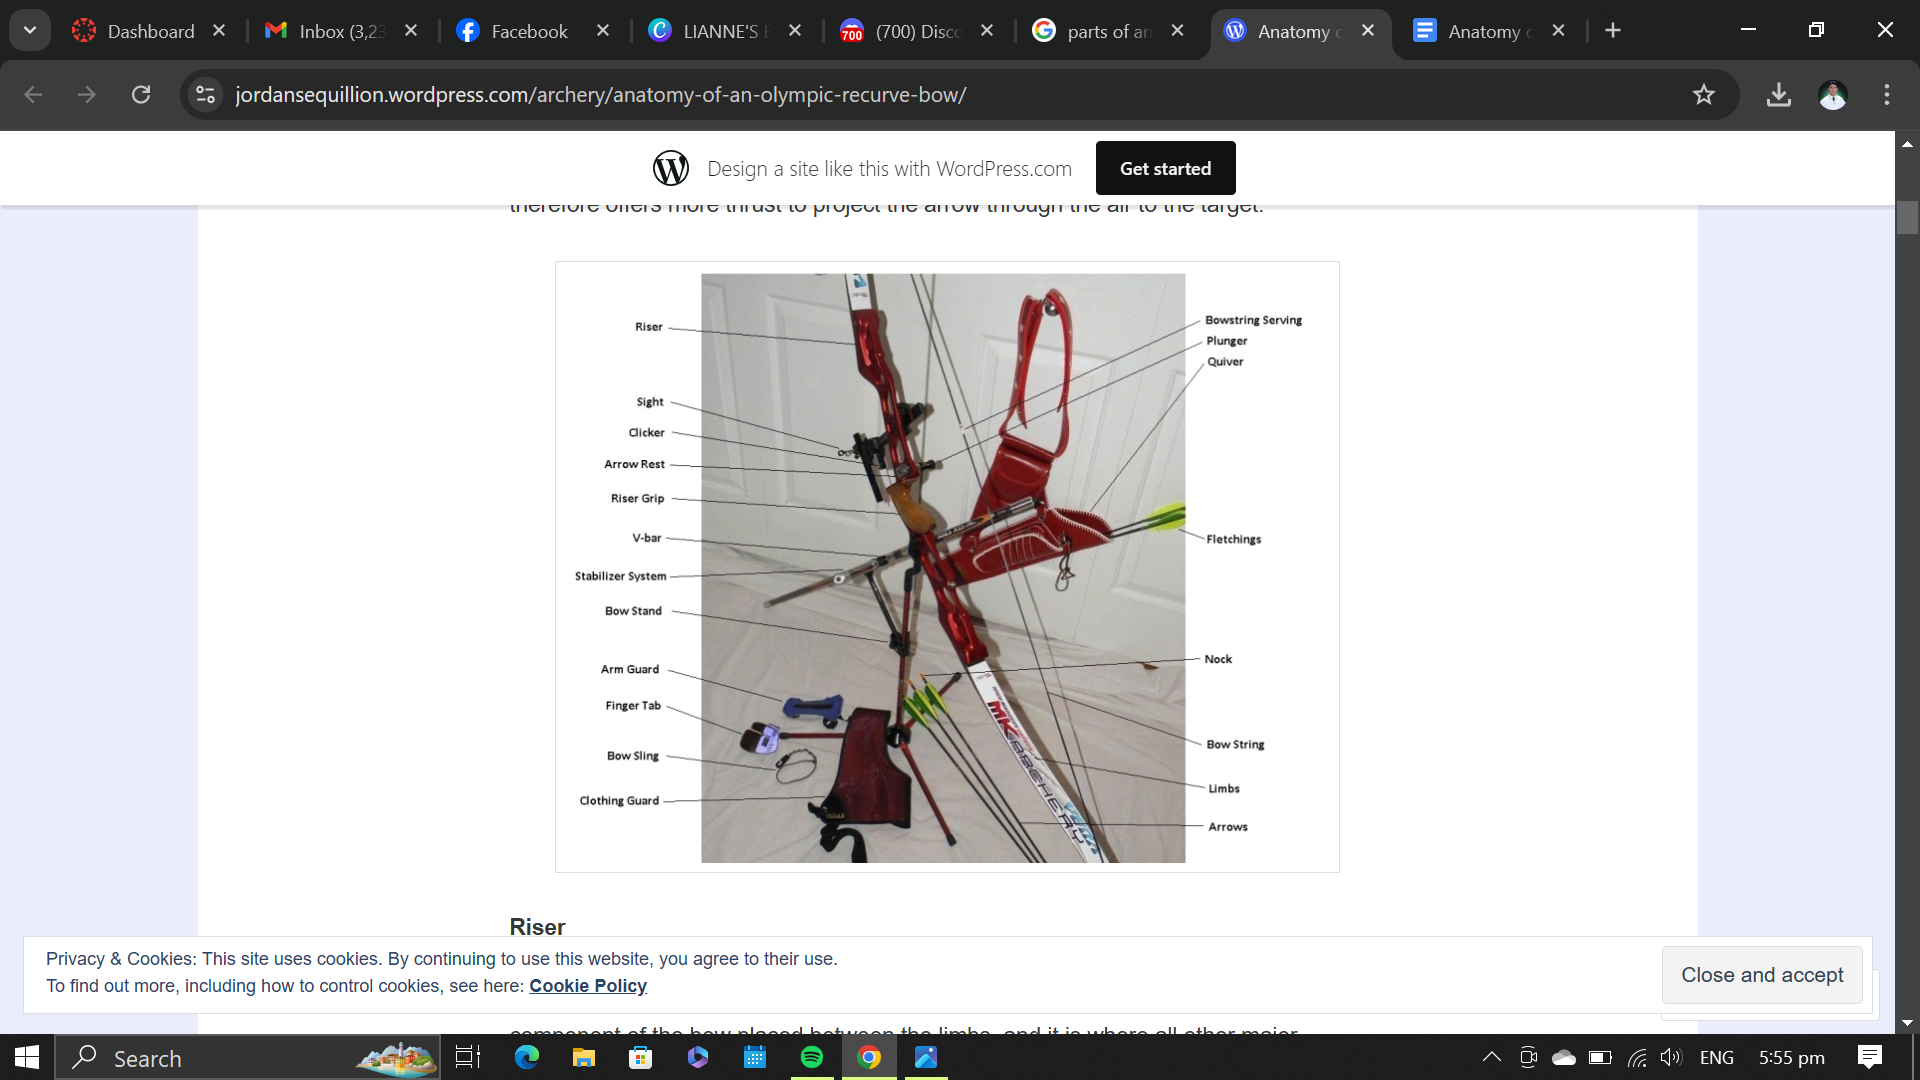 Dashboard
Inbox (3,23
Facebook
LIANNE'S E
700
(700) Disco
parts of an
Anatomy o
Anatomy o
jordansequillion.wordpress.com/archery/anatomy-of-an-olympic-recurve-bow/
Design a site like this with WordPress.com
Get started
therefore offers more thrust to project the arrow through the air to the target.
Riser
Sight
Clicker
Arrow Rest
Riser Grip
V-bar
Stabilizer System
Bow Stand
Arm Guard
Finger Tab
Bow Sling
Clothing Guard
Bowstring Serving
Plunger
Quiver
Fletchings
Nock
Bow String
Limbs
Arrows
MK ARCHERY
Riser
Privacy & Cookies: This site uses cookies. By continuing to use this website, you agree to their use.
To find out more, including how to control cookies, see here: Cookie Policy
Close and accept
component of the bow placed between the limbs, and it is where all other major
Search
ENG
5:55 pm